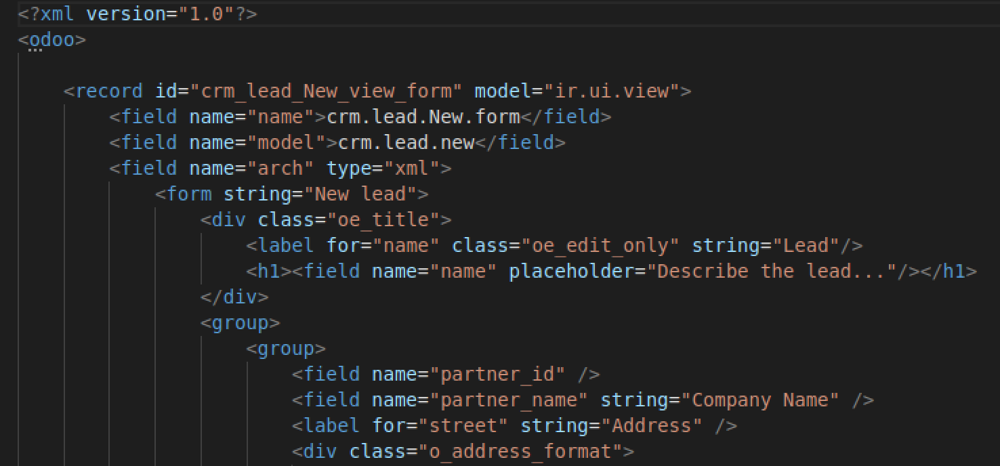 <?xml version="1.0"?>
<odoo>
<record id="crm_lead_New_view_form" model="ir.ui.view">
<field name="name">crm.lead.New.form</field>
<field name="model">crm.lead.new</field>
<field name="arch" type="xml">
<form string="New lead">
<div class="oe_title">
<label for="name" class="oe_edit_only" string="Lead"/>
<h1><field name="name" placeholder="Describe the lead..."/></h1>
</div>
<group>
<group>
<field name="partner_id" />
<field name="partner_name" string="Company Name" />
<label for="street" string="Address" />
<div class="o_address_format">